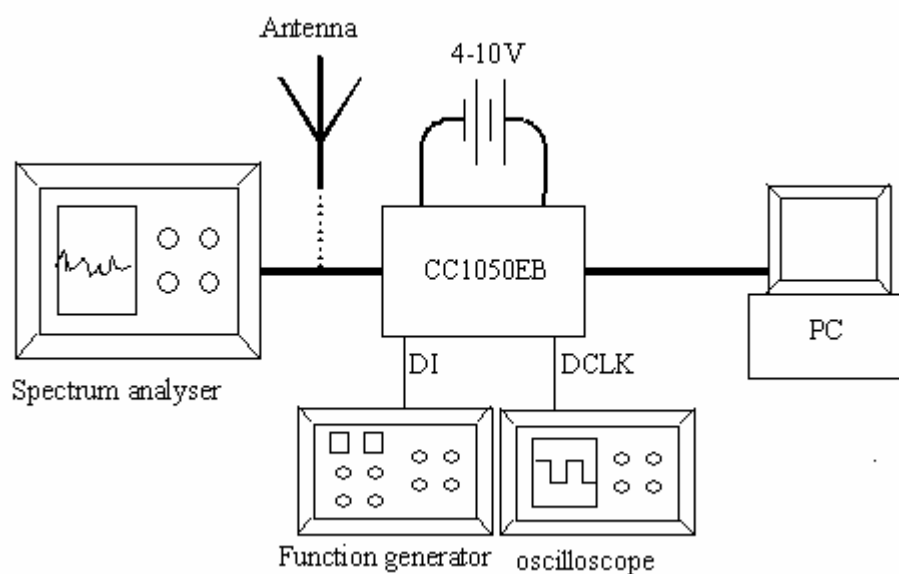 Antenna
4-10V
CC1050EB
PC
DI
DCLK
Spectrum analyser
Function generator
oscilloscope